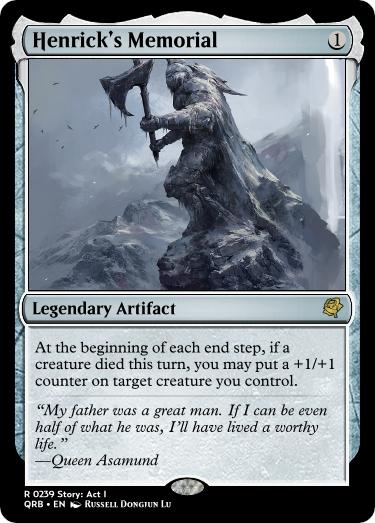 Henrick's Memorial 1
Legendary Artifact
At the beginning of each end step, if a
creature died this turn, you may put a +1/+1
counter on target creature you control.
“My father was a great man. If I can be even
half of what he was, I’ll have lived a worthy
life.”
—Queen Asamund
R 0239 Story: Act I
QRB • EN Russell Dongjun Lu